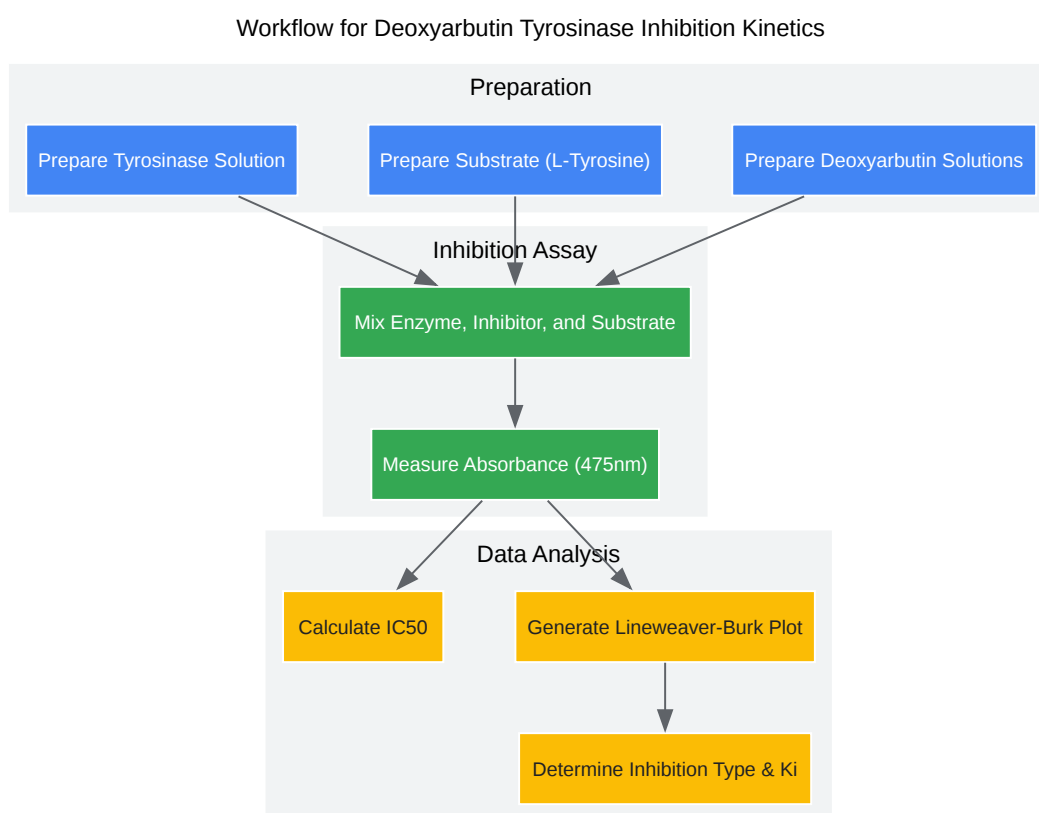 Workflow for Deoxyarbutin Tyrosinase Inhibition Kinetics
Preparation
Prepare Tyrosinase Solution
Prepare Substrate (L-Tyrosine)
Prepare Deoxyarbutin Solutions
Inhibition Assay
Mix Enzyme, Inhibitor, and Substrate
Measure Absorbance (475nm)
Data Analysis
Calculate IC50
Generate Lineweaver-Burk Plot
Determine Inhibition Type & Ki